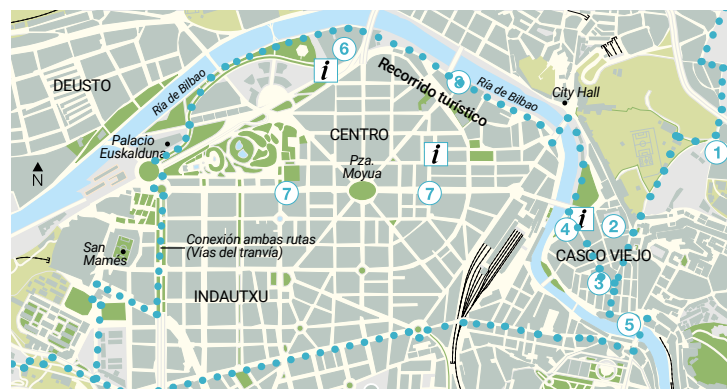 6
i
DEUSTO
Ría de Bilbao
Recorrido turístico
8
Ría de Bilbao
City Hall
CENTRO
Palacio
Euskalduna
i
1
Pza.
Moyua
N
7
7
i
4
2
San
Mamés
Conexión ambas rutas
(Vías del tranvía)
CASCO VIEJO
3
INDAUTXU
5